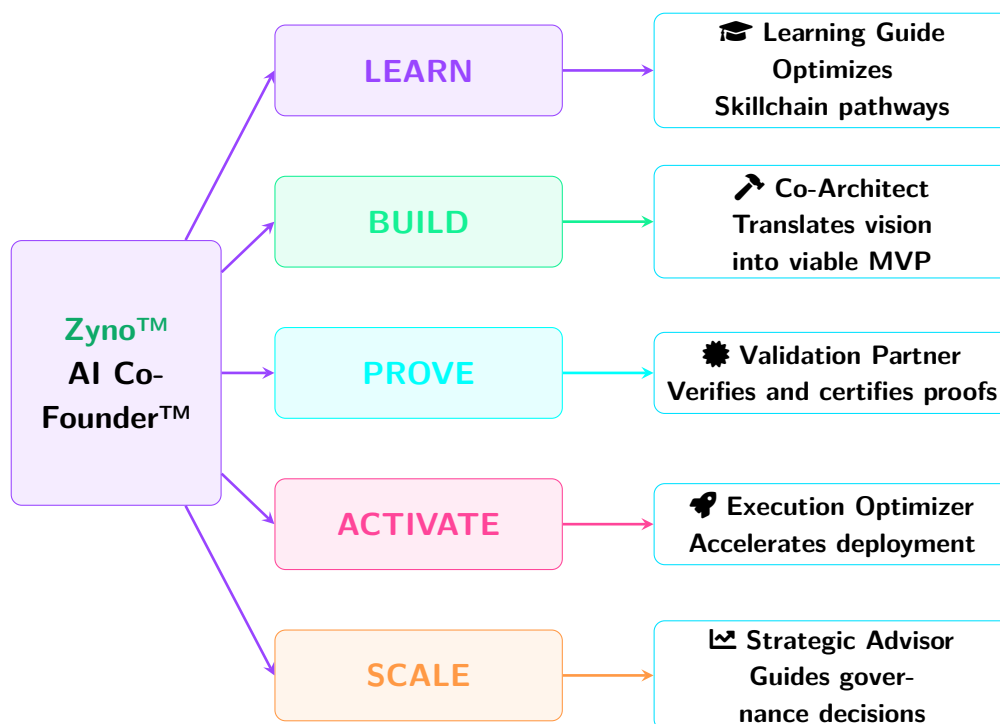 Zyno™
AI Co-
Founder™
LEARN
Learning Guide
Optimizes
Skillchain pathways
BUILD
Co-Architect
Translates vision
into viable MVP
PROVE
Validation Partner
Verifies and certifies proofs
ACTIVATE
Execution Optimizer
Accelerates deployment
SCALE
Strategic Advisor
Guides gover-
nance decisions